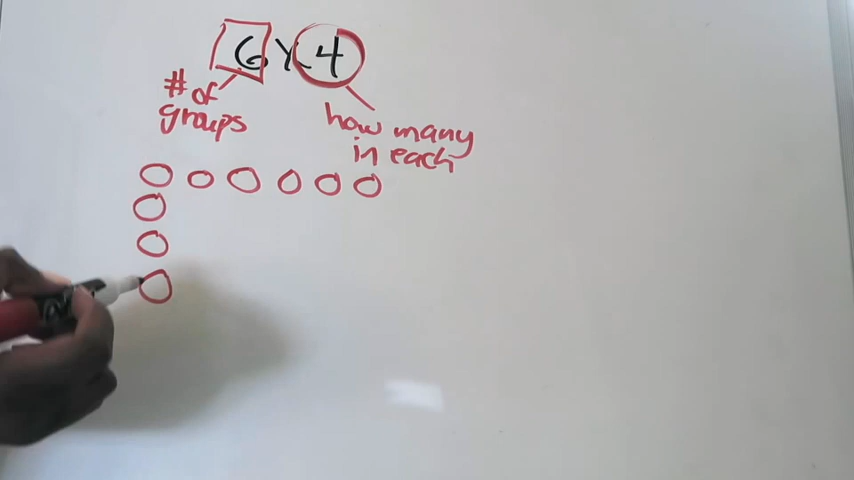 6 x 4
# of
groups
how many
in each